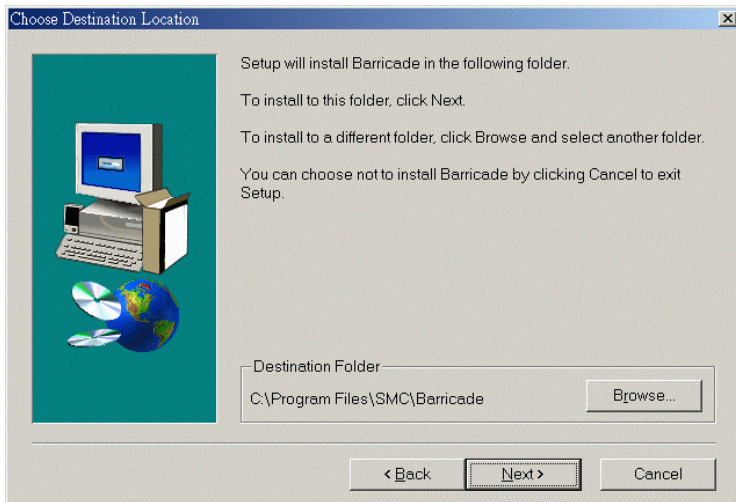 Choose Destination Location
Setup will install Barricade in the following folder.
To install to this folder, click Next.
To install to a different folder, click Browse and select another folder.
You can choose not to install Barricade by clicking Cancel to exit
Setup.
Destination Folder
C:\Program Files\SMC\Barricade
Browse...
< Back
Next >
Cancel